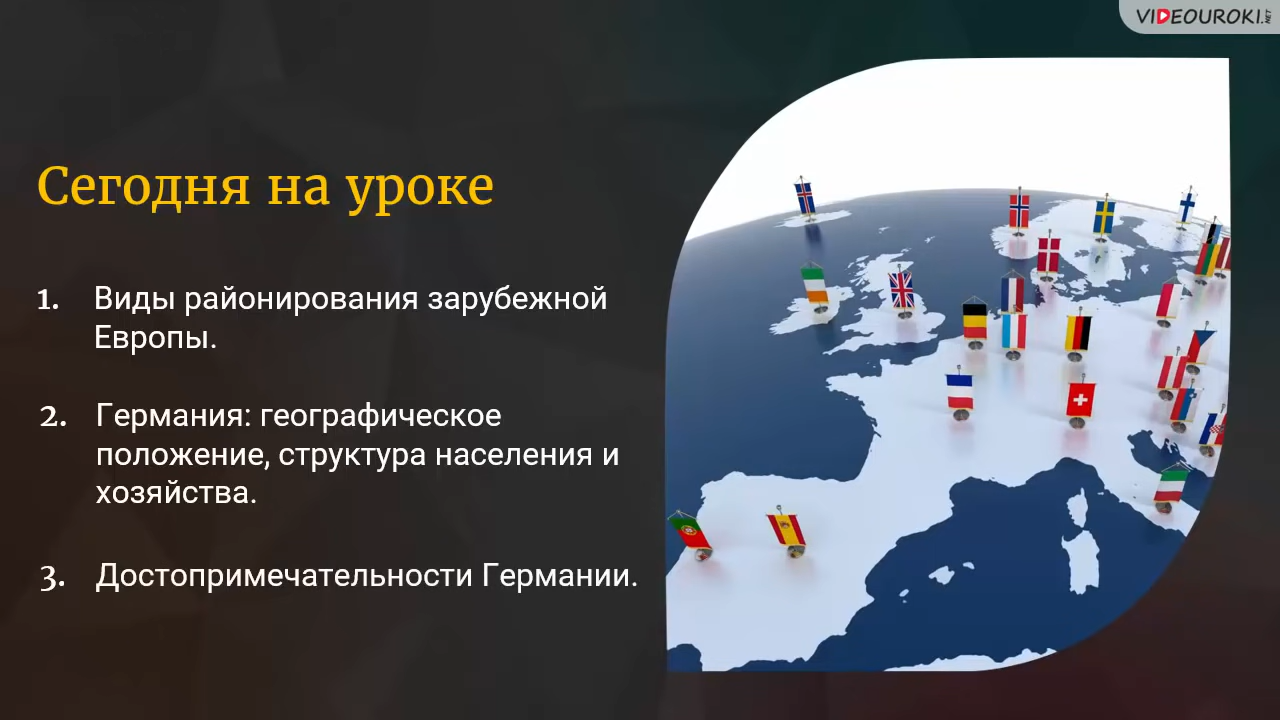 VIDEOUROKI.NET
Сегодня на уроке
1. Виды районирования зарубежной
Европы.
2. Германия: географическое
положение, структура населения и
хозяйства.
3. Достопримечательности Германии.